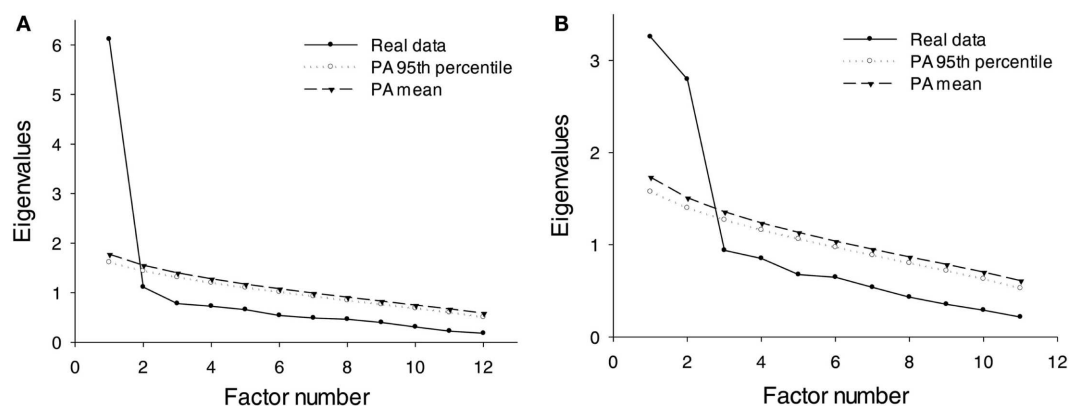 A
Real data
PA 95th percentile
PA mean
Eigenvalues
6
5
4
3
2
1
0
0 2 4 6 8 10 12
Factor number
B
Real data
PA 95th percentile
PA mean
Eigenvalues
3
2
1
0
0 2 4 6 8 10 12
Factor number